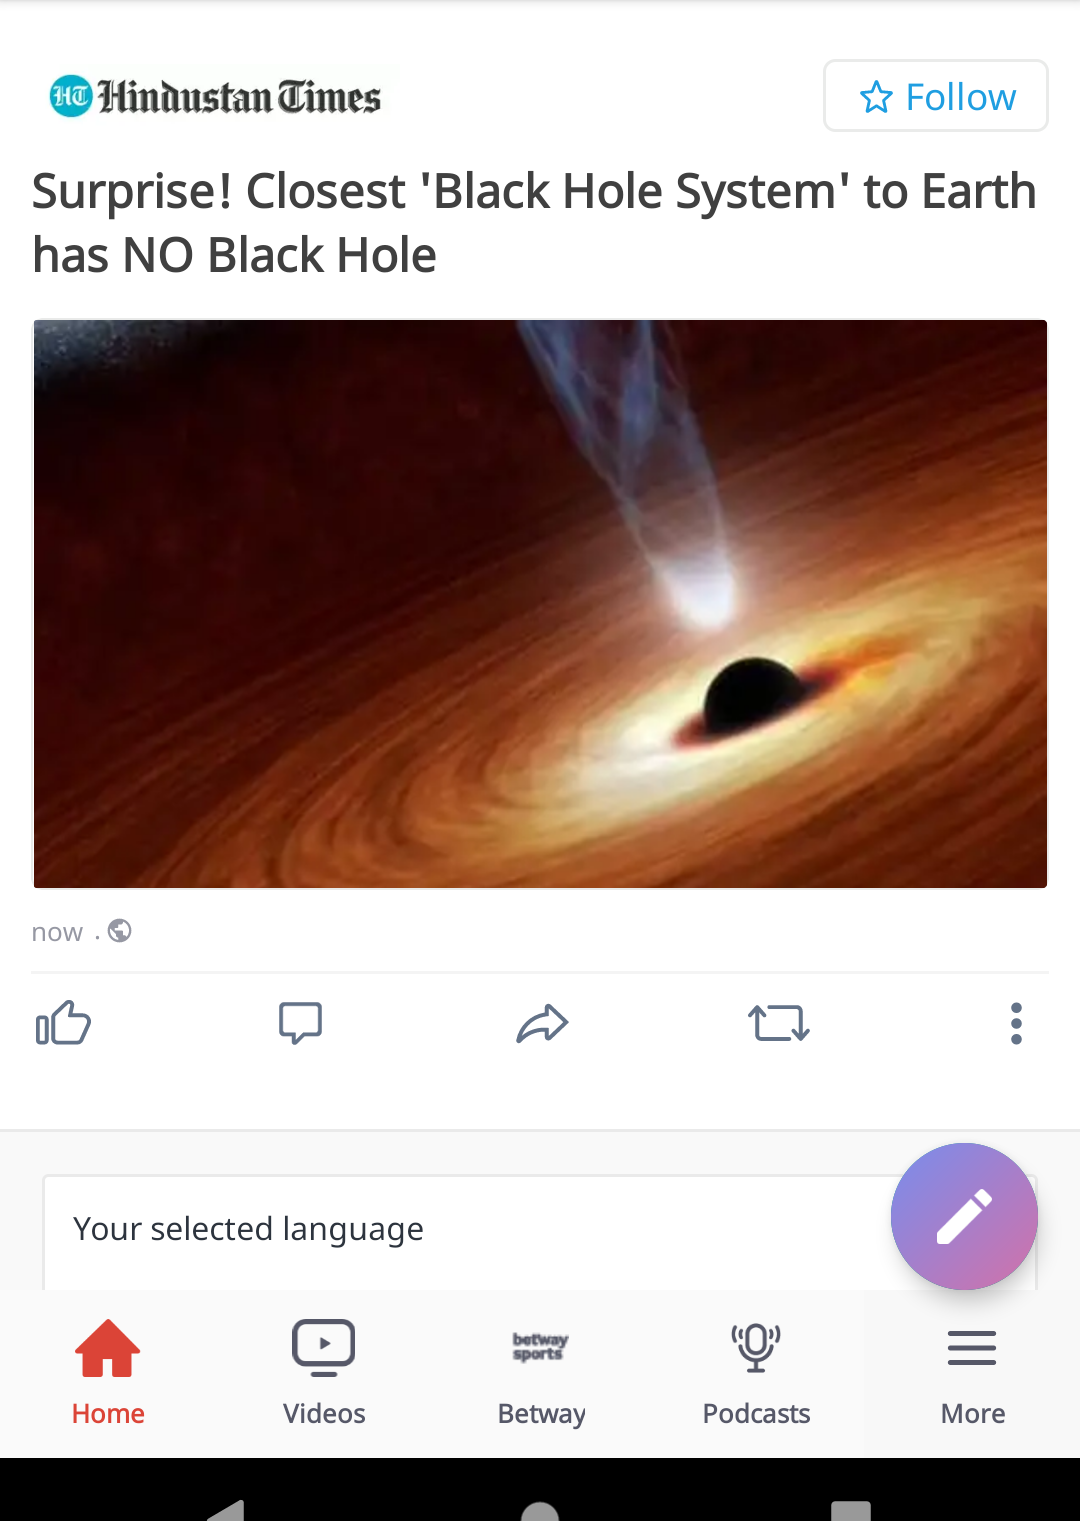 HT Hindustan Times
Follow
Surprise! Closest 'Black Hole System' to Earth
has NO Black Hole
now .
Your selected language
betway
sports
Home Videos Betway Podcasts More